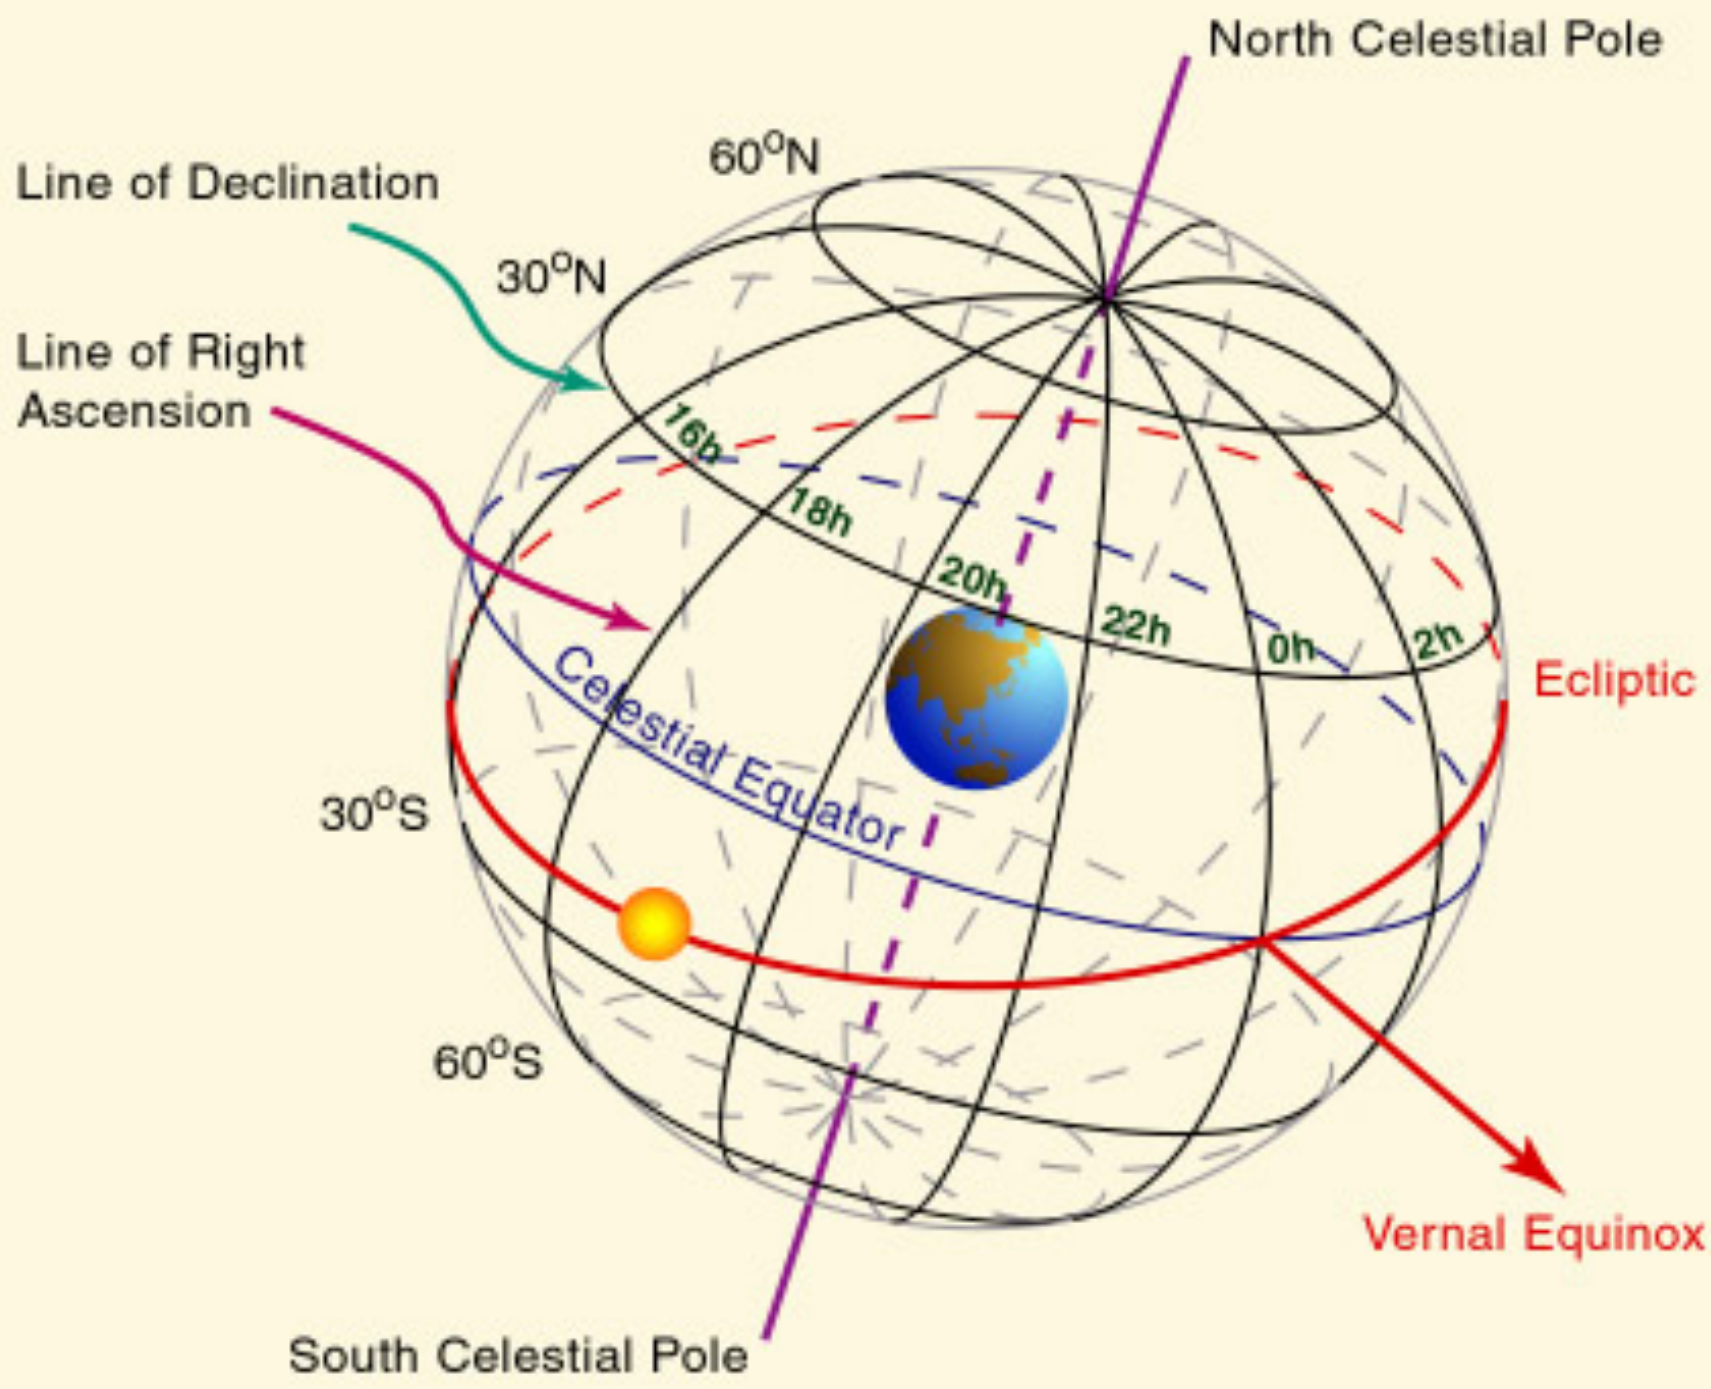 North Celestial Pole
60°N
Line of Declination
30°N
Line of Right
Ascension
16h
18h
20h
22h
0h
2h
Celestial Equator
Ecliptic
30°S
60°S
Vernal Equinox
South Celestial Pole